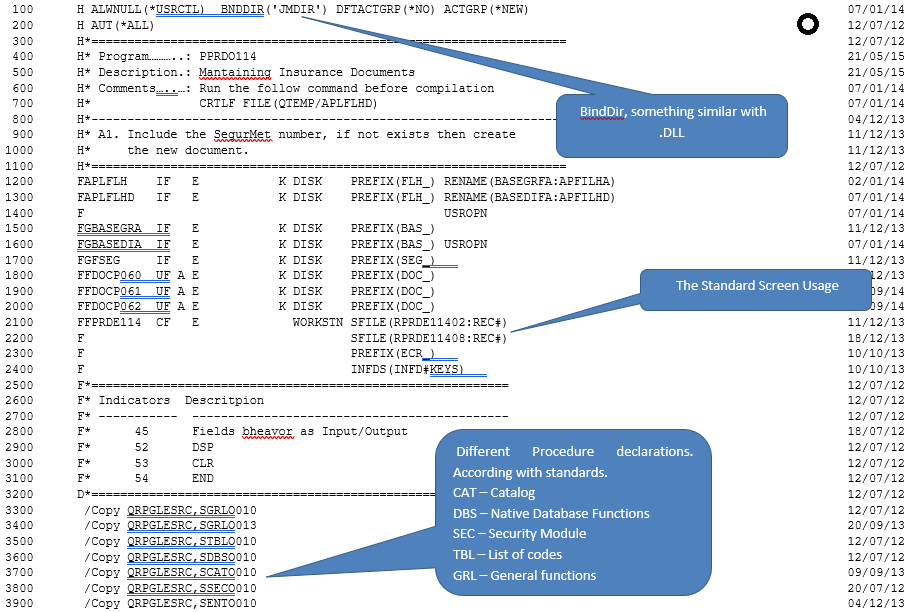 100 H ALWNULL(*USRCTL) BNDDIR('JMDIR') DFTACTGRP(*NO) ACTGRP(*NEW) 07/01/14
200 H AUT(*ALL) 12/07/12
300 H*================================================================== 12/07/12
400 H* Program………..: PPRDO114 21/05/15
500 H* Description.: Mantaining Insurance Documents 21/05/15
600 H* Comments…..…: Run the follow command before compilation 07/01/14
700 H* CRTLF FILE(QTEMP/APLFLHD) 07/01/14
BindDir, something similar with
.DLL
800 H*------------------------------------------------------------------ 04/12/13
900 H* A1. Include the SegurMet number, if not exists then create 11/12/13
1000 H* the new document. 11/12/13
1100 H*================================================================== 12/07/12
1200 FAPLFLH IF E K DISK PREFIX(FLH_) RENAME(BASEGRFA:APFILHA) 02/01/14
1300 FAPLFLHD IF E K DISK PREFIX(FLH_) RENAME(BASEDIFA:APFILHD) 07/01/14
1400 F USROPN 07/01/14
1500 FGBASEGRA IF E K DISK PREFIX(BAS_) 11/12/13
1600 FGBASEDIA IF E K DISK PREFIX(BAS_) USROPN 07/01/14
1700 FGFSEG IF E K DISK PREFIX(SEG_) 11/12/13
1800 FFDOCP060 UF A E K DISK PREFIX(DOC_) 12/13
1900 FFDOCP061 UF A E K DISK PREFIX(DOC_) 09/14
The Standard Screen Usage
2000 FFDOCP062 UF A E K DISK PREFIX(DOC_) 09/14
2100 FFPRDE114 CF E WORKSTN SFILE(RPRDE11402:REC#) 11/12/13
2200 F SFILE(RPRDE11408:REC#) 18/12/13
2300 F PREFIX(ECR_) 10/10/13
2400 F INFDS(INFD#KEYS) 10/10/13
2500 F*========================================================== 12/07/12
2600 F* Indicators Descritpion 12/07/12
2700 F* ----------- -------------------------------------------- 12/07/12
2800 F* 45 Fields bheavor as Input/Output 18/07/12
2900 F* 52 DSP 12/07/12
3000 F* 53 CLR 12/07/12
3100 F* 54 END 12/07/12
3200 D*================================================ 12/07/12
3300 /Copy QRPGLESRC,SGRLO010 12/07/12
3400 /Copy QRPGLESRC,SGRLO013 20/09/13
3500 /Copy QRPGLESRC,STBLO010 12/07/12
3600 /Copy QRPGLESRC,SDBSO010 12/07/12
3700 /Copy QRPGLESRC,SCATO010 09/09/13
3800 /Copy QRPGLESRC,SSECO010 20/07/12
3900 /Copy QRPGLESRC,SENTO010 04/12/13
Different Procedure declarations.
According with standards.
CAT – Catalog
DBS – Native Database Functions
SEC – Security Module
TBL – List of codes
GRL – General functions